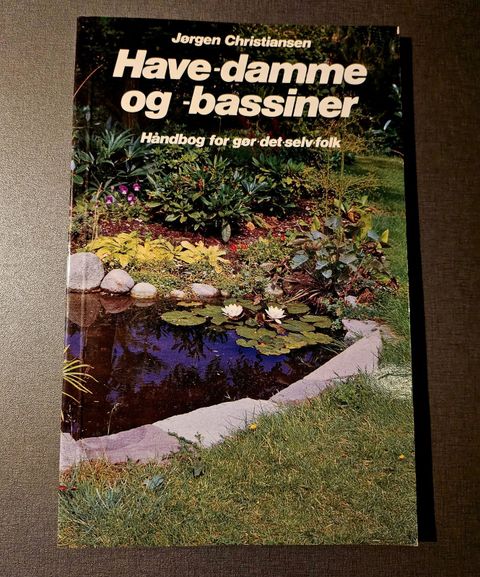 Jørgen Christiansen
Have-damme
og -bassiner
Håndbog for gør-det-selv-folk